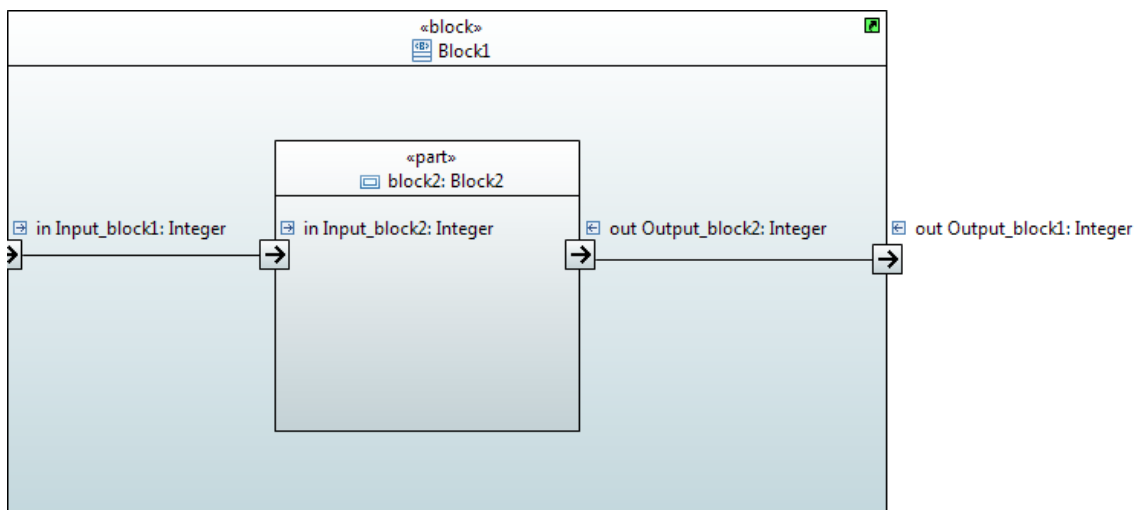 «block»
Block1
«part»
block2: Block2
in Input_block1: Integer
in Input_block2: Integer
out Output_block2: Integer
out Output_block1: Integer